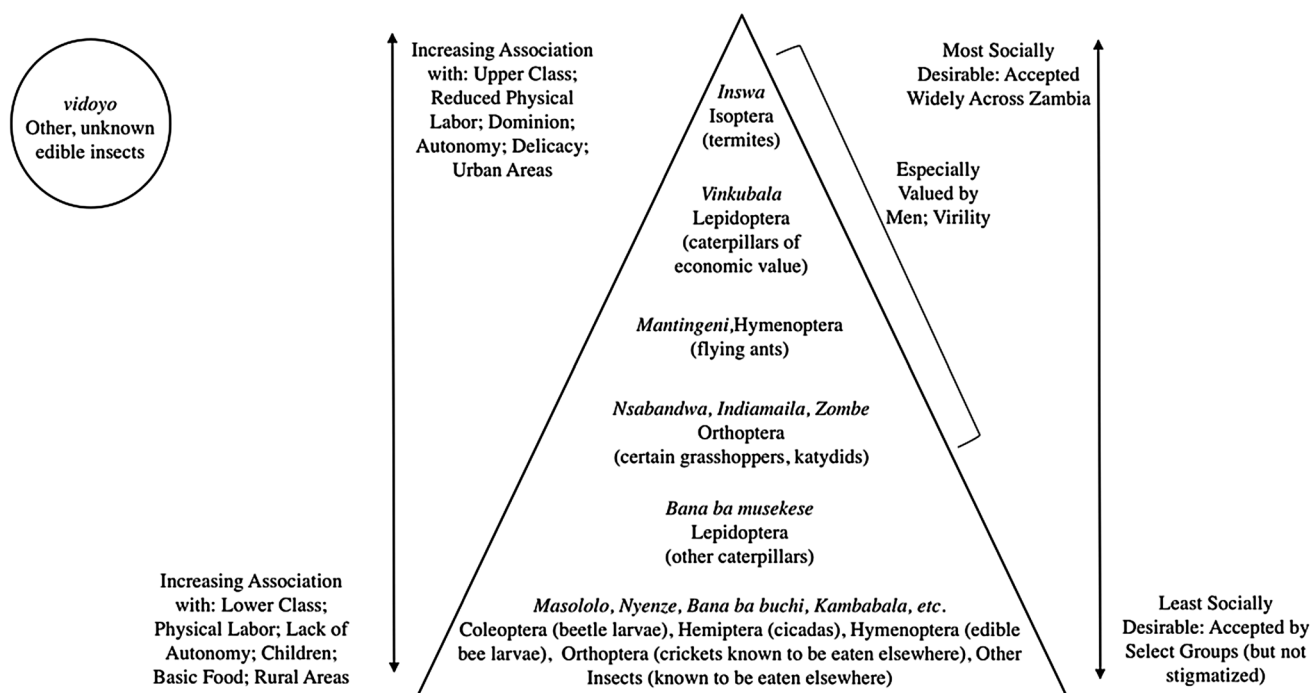 vidoyo
Other, unknown
edible insects
Increasing Association
with: Upper Class;
Reduced Physical
Labor; Dominion;
Autonomy; Delicacy;
Urban Areas
Inswa
Isoptera
(termites)
Vinkubala
Lepidoptera
(caterpillars of
economic value)
Mantingeni,Hymenoptera
(flying ants)
Nsabandwa, Indiamaila, Zombe
Orthoptera
(certain grasshoppers, katydids)
Bana ba musekese
Lepidoptera
(other caterpillars)
Masololo, Nyenze, Bana ba buchi, Kambabala, etc.
Coleoptera (beetle larvae), Hemiptera (cicadas), Hymenoptera (edible
bee larvae), Orthoptera (crickets known to be eaten elsewhere), Other
Insects (known to be eaten elsewhere)
Most Socially
Desirable: Accepted
Widely Across Zambia
Especially
Valued by
Men; Virility
Increasing Association
with: Lower Class;
Physical Labor; Lack of
Autonomy; Children;
Basic Food; Rural Areas
Least Socially
Desirable: Accepted by
Select Groups (but not
stigmatized)